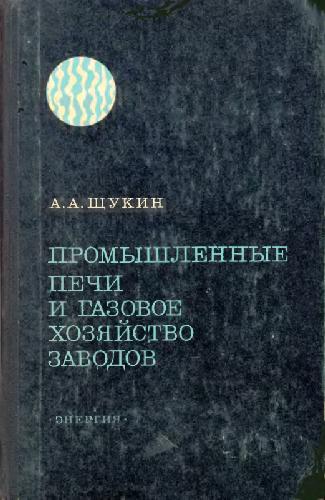 А.А.ЩУКИН
ПРОМЫШЛЕННЫЕ
ПЕЧИ
И ГАЗОВОЕ
ХОЗЯЙСТВО
ЗАВОДОВ
·ЭНЕРГИЯ·